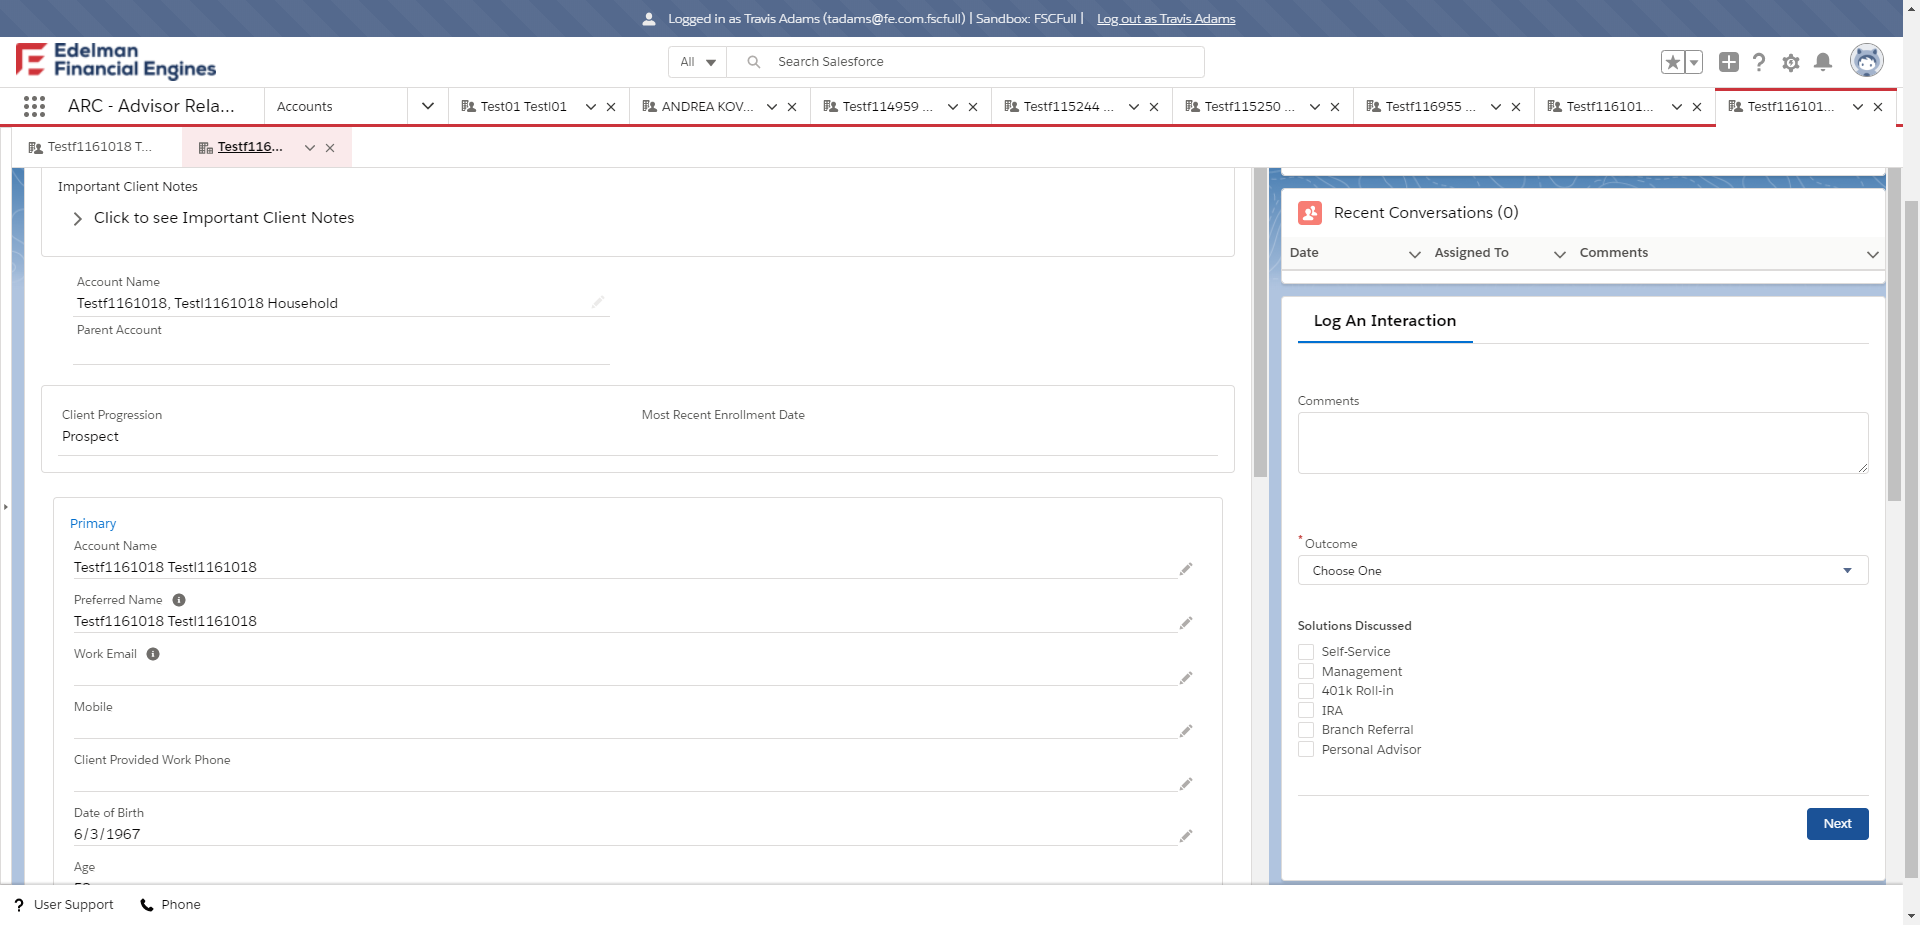 Logged in as Travis Adams (tadams@fe.com.fscfull) | Sandbox: FSCFull | Log out as Travis Adams
Edelman
Financial Engines
All
Search Salesforce
ARC - Advisor Rela...
Accounts
Test01 Testl01
ANDREA KOV...
Testf114959 ...
Testf115244 ...
Testf115250 ...
Testf116955 ...
Testf116101...
Testf116101...
Testf1161018 T...
Testf116...
Important Client Notes
Click to see Important Client Notes
Account Name
Testf1161018, Testl1161018 Household
Parent Account
Client Progression
Prospect
Most Recent Enrollment Date
Primary
Account Name
Testf1161018 Testl1161018
Preferred Name
Testf1161018 Testl1161018
Work Email
Mobile
Client Provided Work Phone
Date of Birth
6/3/1967
Age
Recent Conversations (0)
Date
Assigned To
Comments
Log An Interaction
Comments
* Outcome
Choose One
Solutions Discussed
Self-Service
Management
401k Roll-in
IRA
Branch Referral
Personal Advisor
Next
? User Support
Phone